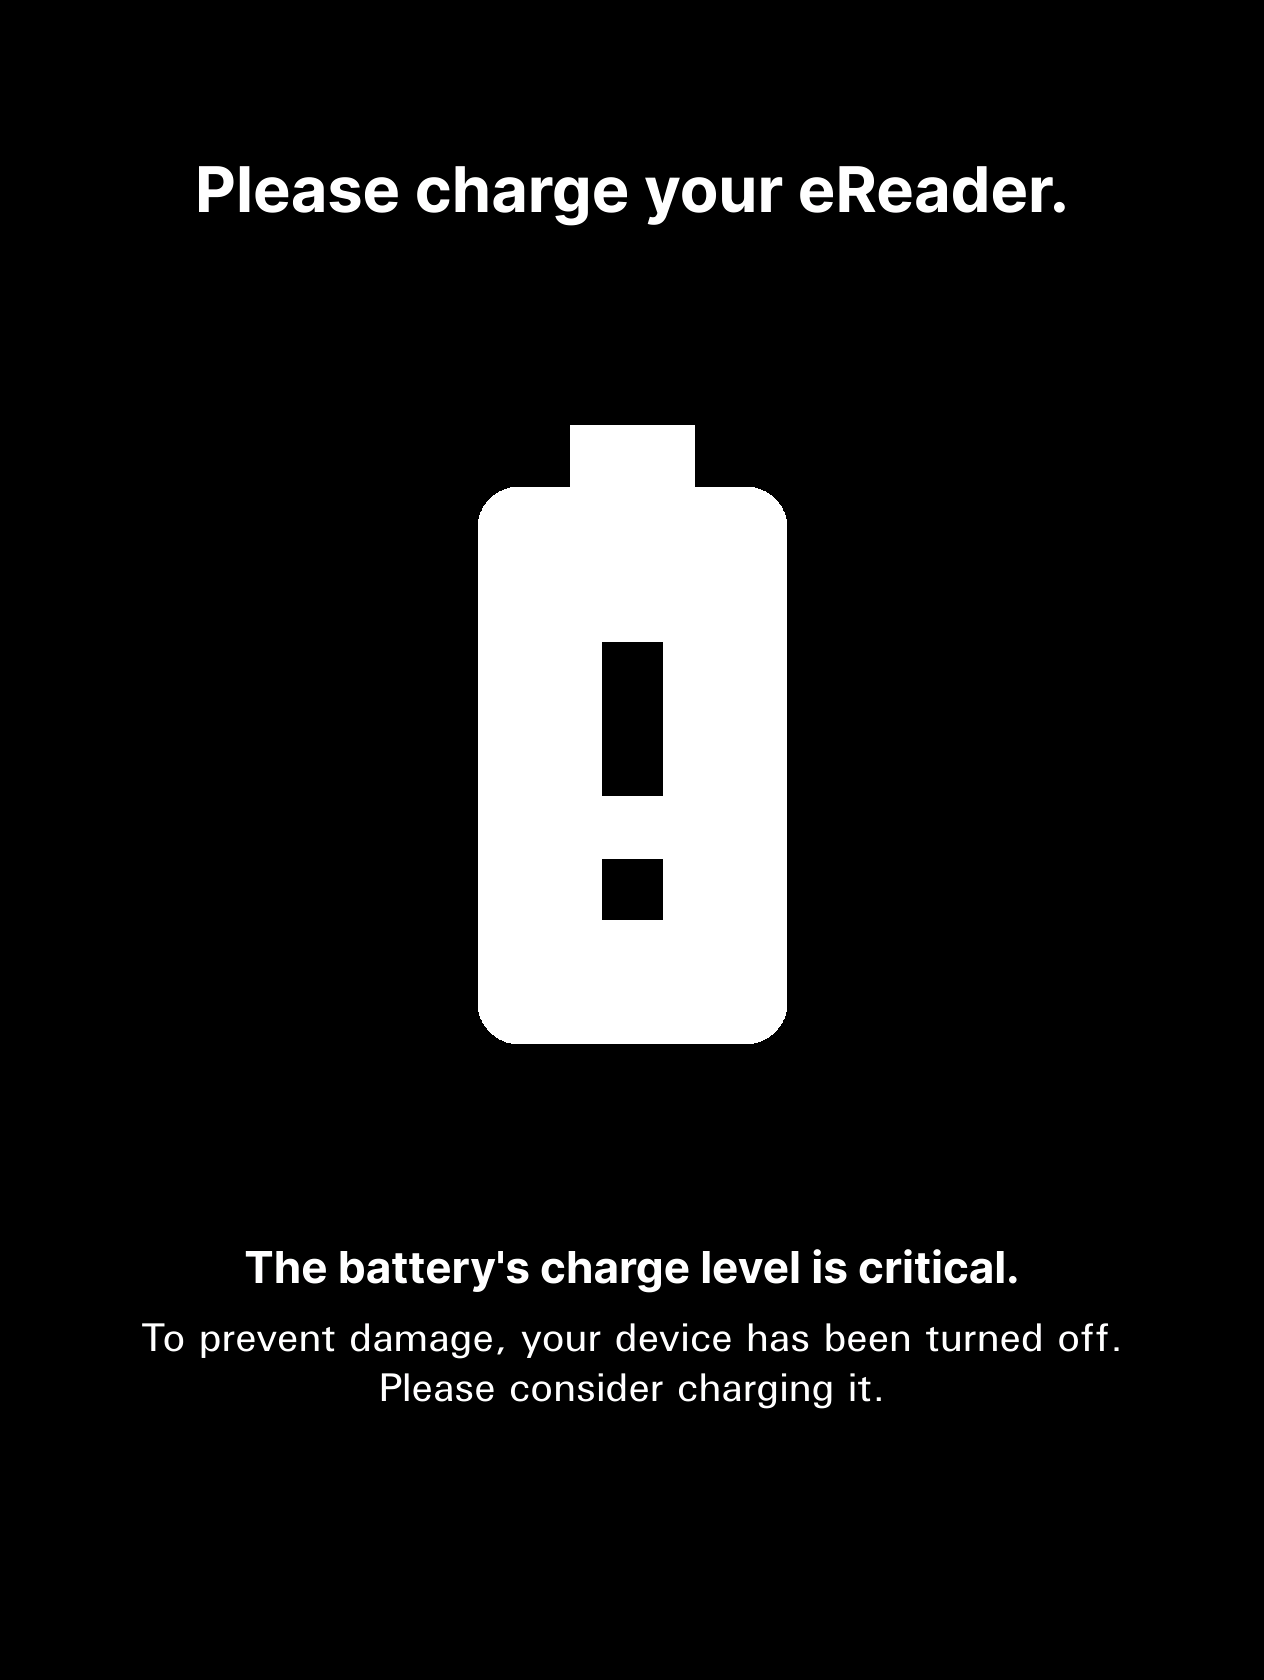 Please charge your eReader.
The battery's charge level is critical.
To prevent damage, your device has been turned off.
Please consider charging it.